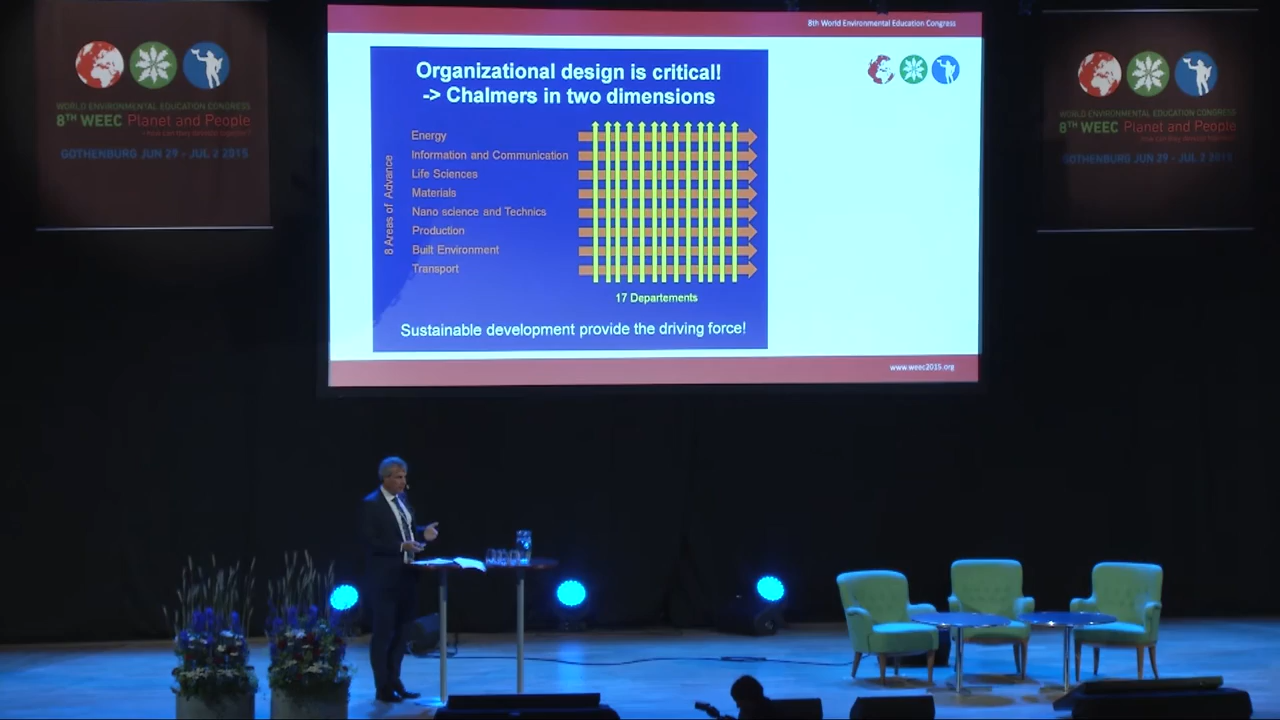 8th World Environmental Education Congress
Organizational design is critical!
-> Chalmers in two dimensions
8 Areas of Advance
Energy
Information and Communication
Life Sciences
Materials
Nano science and Technics
Production
Built Environment
Transport
17 Departements
Sustainable development provide the driving force!
www.weec2015.org
WORLD ENVIRONMENTAL EDUCATION CONGRESS
8TH WEEC Planet and People
GOTHENBURG JUN 29 - JUL 2 2015
WORLD ENVIRONMENTAL EDUCATION CONGRESS
8TH WEEC Planet and People
GOTHENBURG JUN 29 - JUL 2 2015